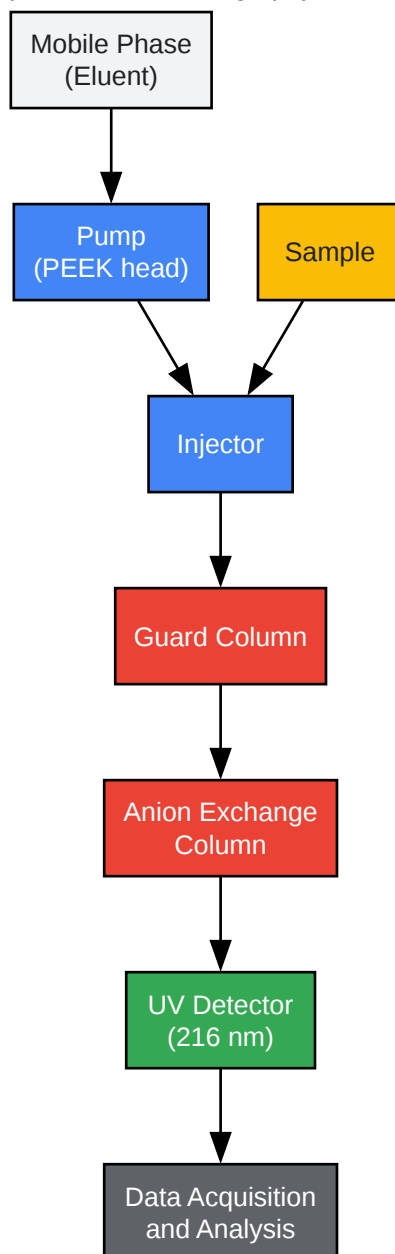 Mobile Phase
(Eluent)
Pump
(PEEK head)
Sample
Injector
Guard Column
Anion Exchange
Column
UV Detector
(216 nm)
Data Acquisition
and Analysis